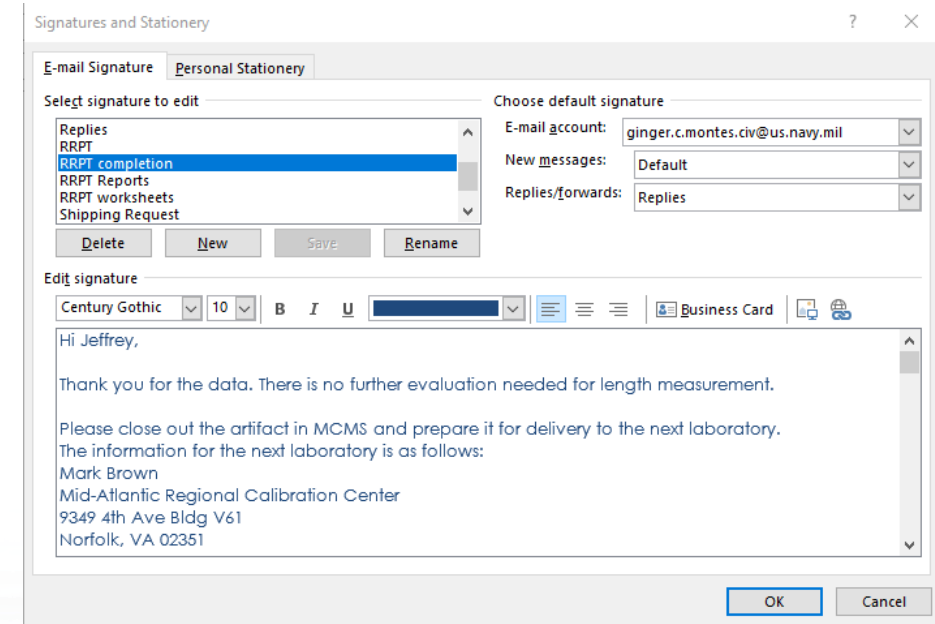 Signatures and Stationery ? ×
E-mail Signature Personal Stationery
Select signature to edit
Replies
RRPT
RRPT completion
RRPT Reports
RRPT worksheets
Shipping Request
Delete New Save Rename
Choose default signature
E-mail account: ginger.c.montes.civ@us.navy.mil
New messages: Default
Replies/forwards: Replies
Edit signature
Century Gothic 10 B I U Business Card
Hi Jeffrey,
Thank you for the data. There is no further evaluation needed for length measurement.
Please close out the artifact in MCMS and prepare it for delivery to the next laboratory.
The information for the next laboratory is as follows:
Mark Brown
Mid-Atlantic Regional Calibration Center
9349 4th Ave Bldg V61
Norfolk, VA 02351
OK Cancel